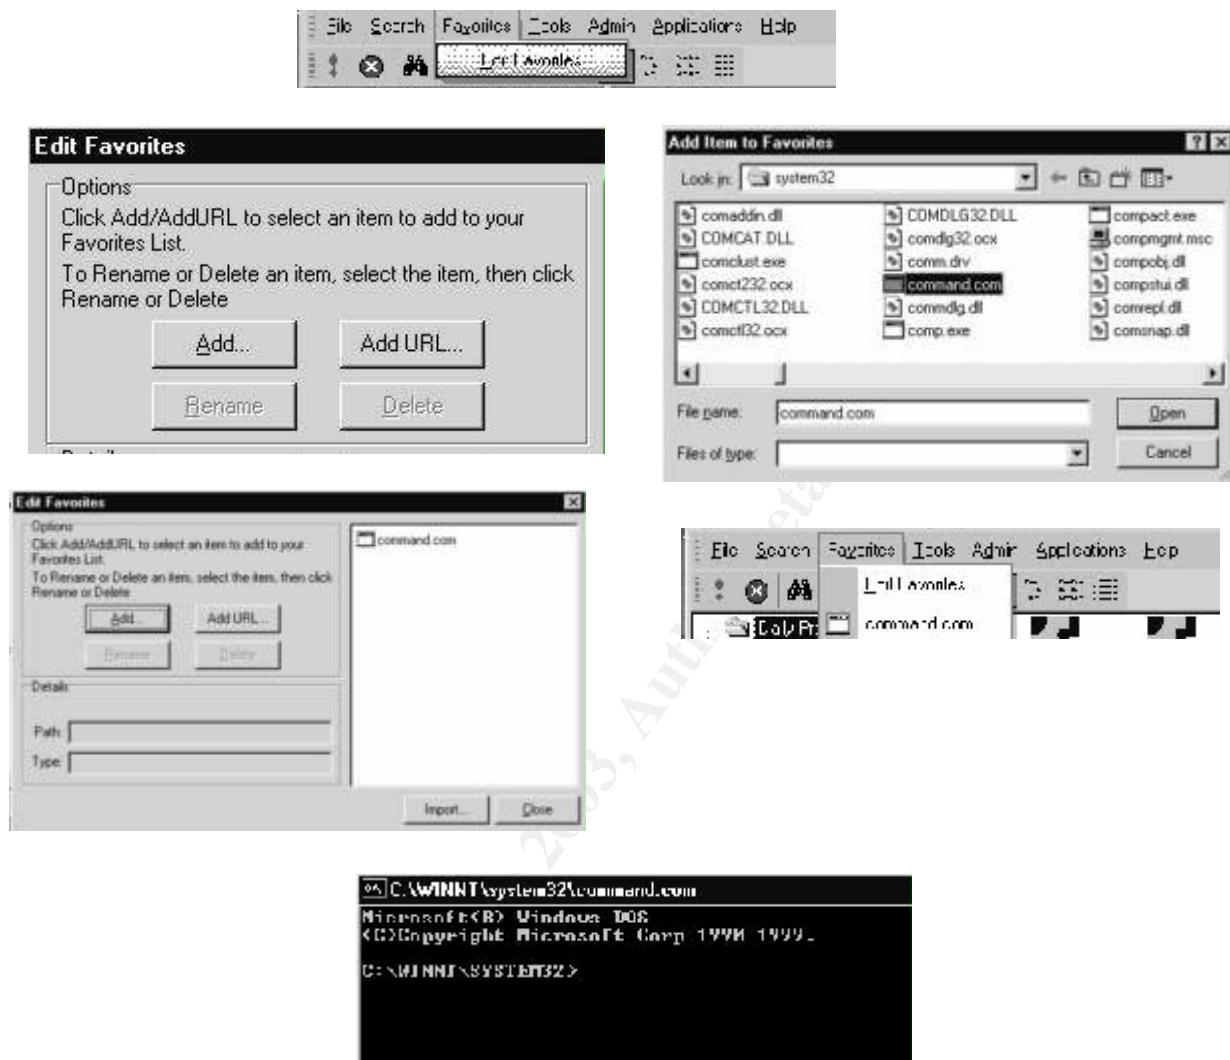 File Search Favorites Tools Admin Applications Help
Edit Favorites
Edit Favorites
Options
Click Add/AddURL to select an item to add to your
Favorites List.
To Rename or Delete an item, select the item, then click
Rename or Delete
Add... Add URL...
Rename Delete
Add Item to Favorites
Look in: system32
comaddin.dll COMDLG32.DLL compact.exe
COMCAT.DLL comdlg32.ocx compmgmt.msc
comclust.exe comm.drv compobj.dll
comct232.ocx command.com compstui.dll
COMCTL32.DLL commdlg.dll comrepl.dll
comctl32.ocx comp.exe comsnap.dll
File name: command.com Open
Files of type: Cancel
Edit Favorites
Options
Click Add/AddURL to select an item to add to your
Favorites List.
To Rename or Delete an item, select the item, then click
Rename or Delete
Add... Add URL...
Rename Delete
Details
Path:
Type:
command.com
Import... Close
File Search Favorites Tools Admin Applications Help
Edit Favorites
Daily Pr
command.com
C:\WINNT\system32\command.com
Microsoft(R) Windows DOS
(C)Copyright Microsoft Corp 1990-1999.
C:\WINNT\SYSTEM32>